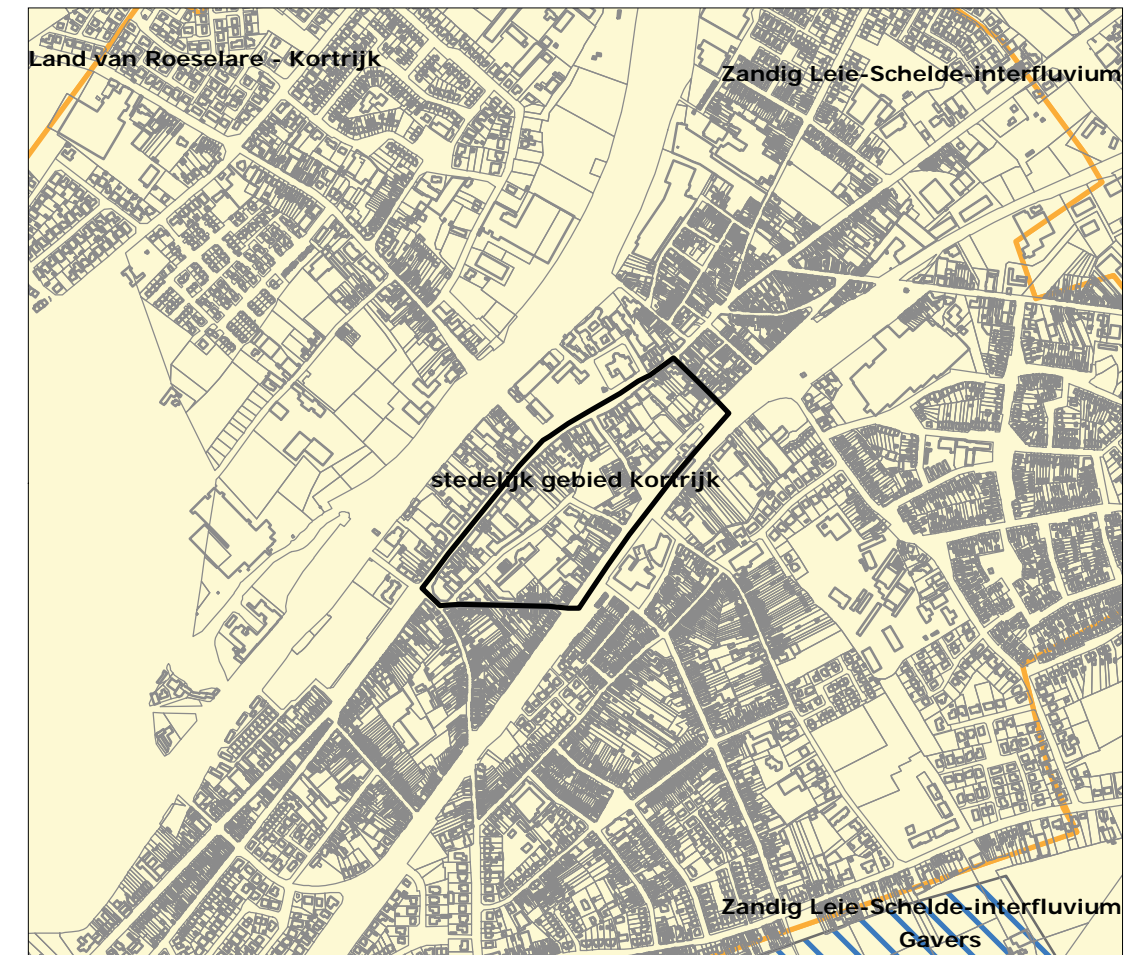 Land van Roeselare - Kortrijk
Zandig Leie-Schelde-interfluvium
stedelijk gebied kortrijk
Zandig Leie-Schelde-interfluvium
Gavers